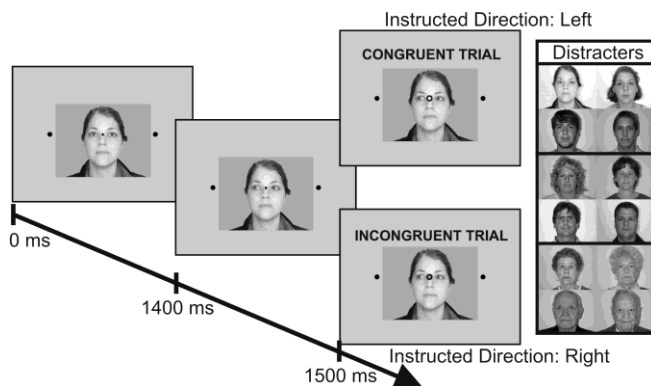 Instructed Direction: Left
CONGRUENT TRIAL
Distracters
INCONGRUENT TRIAL
0 ms
1400 ms
1500 ms
Instructed Direction: Right